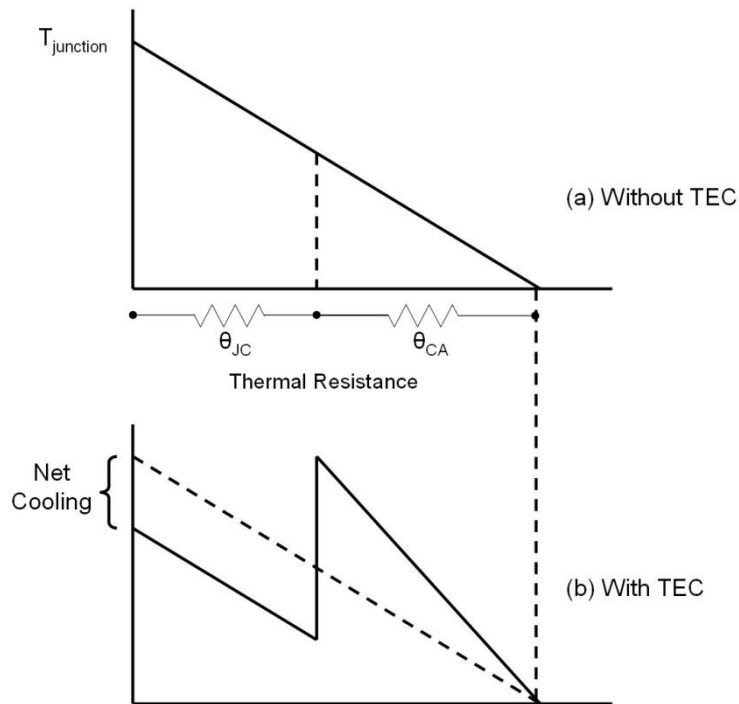 T_junction
(a) Without TEC
θ_JC
θ_CA
Thermal Resistance
Net
Cooling
(b) With TEC